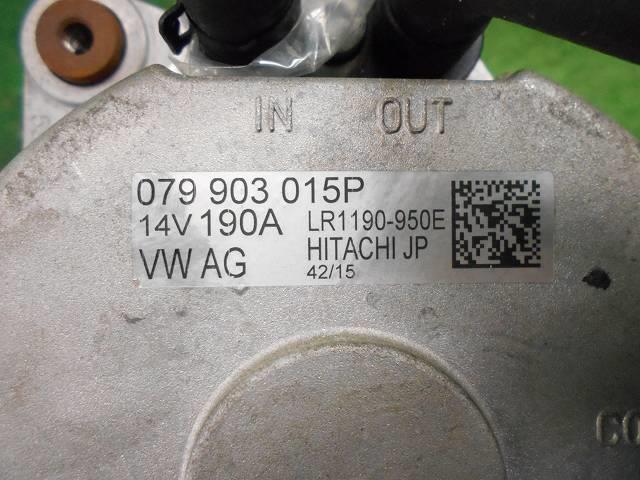 IN OUT
079 903 015P
14V 190A LR1190-950E
VW AG HITACHI JP
42/15